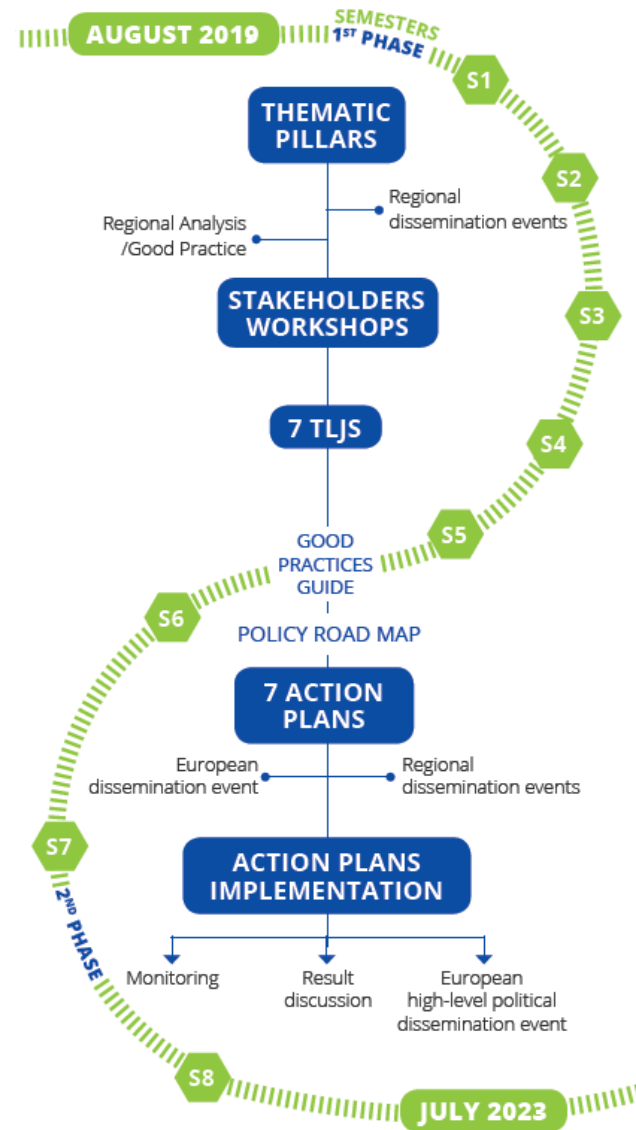 AUGUST 2019
SEMESTERS
1ST PHASE
S1
THEMATIC
PILLARS
S2
Regional
dissemination events
Regional Analysis
/Good Practice
STAKEHOLDERS
WORKSHOPS
S3
7 TLJS
S4
S5
GOOD
PRACTICES
GUIDE
S6
POLICY ROAD MAP
7 ACTION
PLANS
European
dissemination event
Regional
dissemination events
S7
ACTION PLANS
IMPLEMENTATION
2ND PHASE
Monitoring
Result
discussion
European
high-level political
dissemination event
S8
JULY 2023